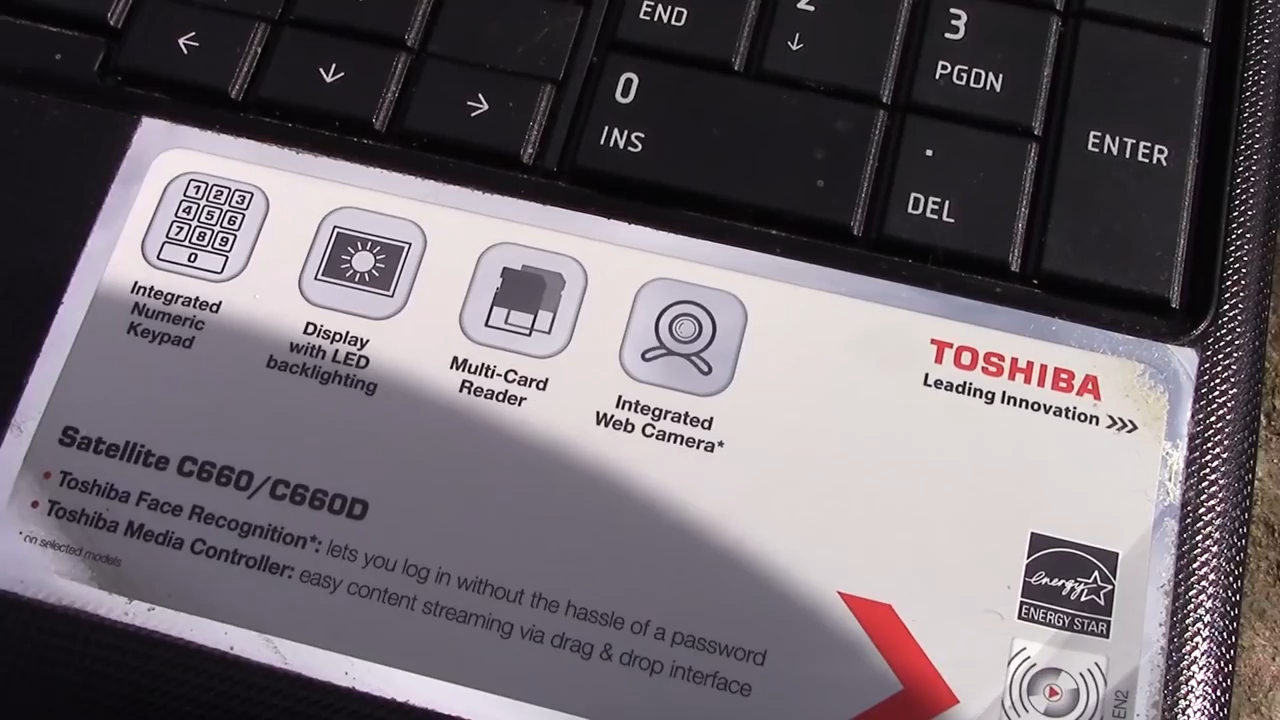 ←
↓
→
END
2
↓
3
PGDN
0
INS
.
DEL
ENTER
1 2 3
4 5 6
7 8 9
0
Integrated
Numeric
Keypad
Display
with LED
backlighting
Multi-Card
Reader
Integrated
Web Camera*
TOSHIBA
Leading Innovation >>>
Satellite C660/C660D
• Toshiba Face Recognition*: lets you log in without the hassle of a password
• Toshiba Media Controller: easy content streaming via drag & drop interface
* on selected models
energy
ENERGY STAR
EN2